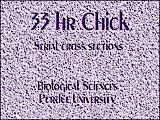 33 Hr Chick
Serial cross sections
Biological Sciences
Purdue University